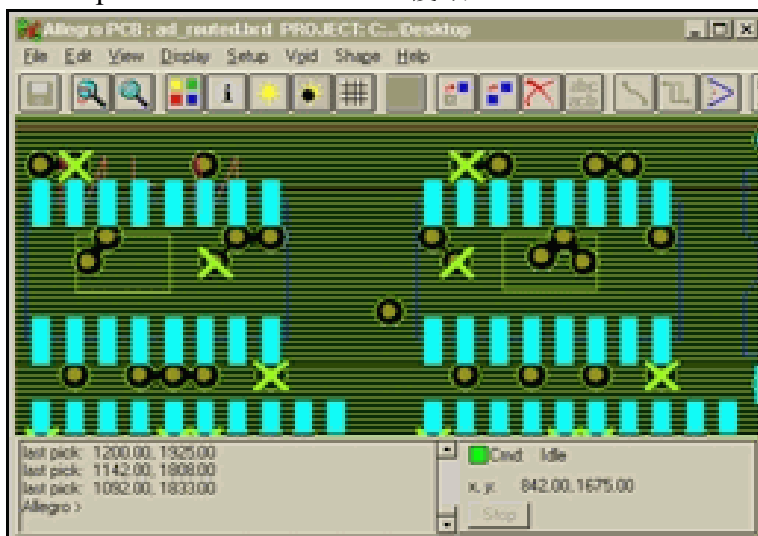 Allegro PCB : ad_routed.brd PROJECT: C:.../Desktop
File Edit View Display Setup Void Shape Help
abc
last pick: 1200.00, 1925.00
last pick: 1142.00, 1808.00
last pick: 1092.00, 1833.00
Allegro >
Cmd Idle
x, y: 842.00, 1675.00
Stop